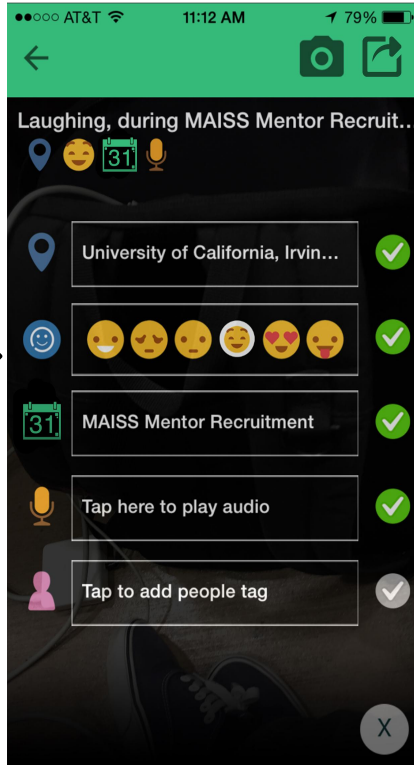 AT&T 11:12 AM 79%
Laughing, during MAISS Mentor Recruit...
31
University of California, Irvin...
31
MAISS Mentor Recruitment
Tap here to play audio
Tap to add people tag
X